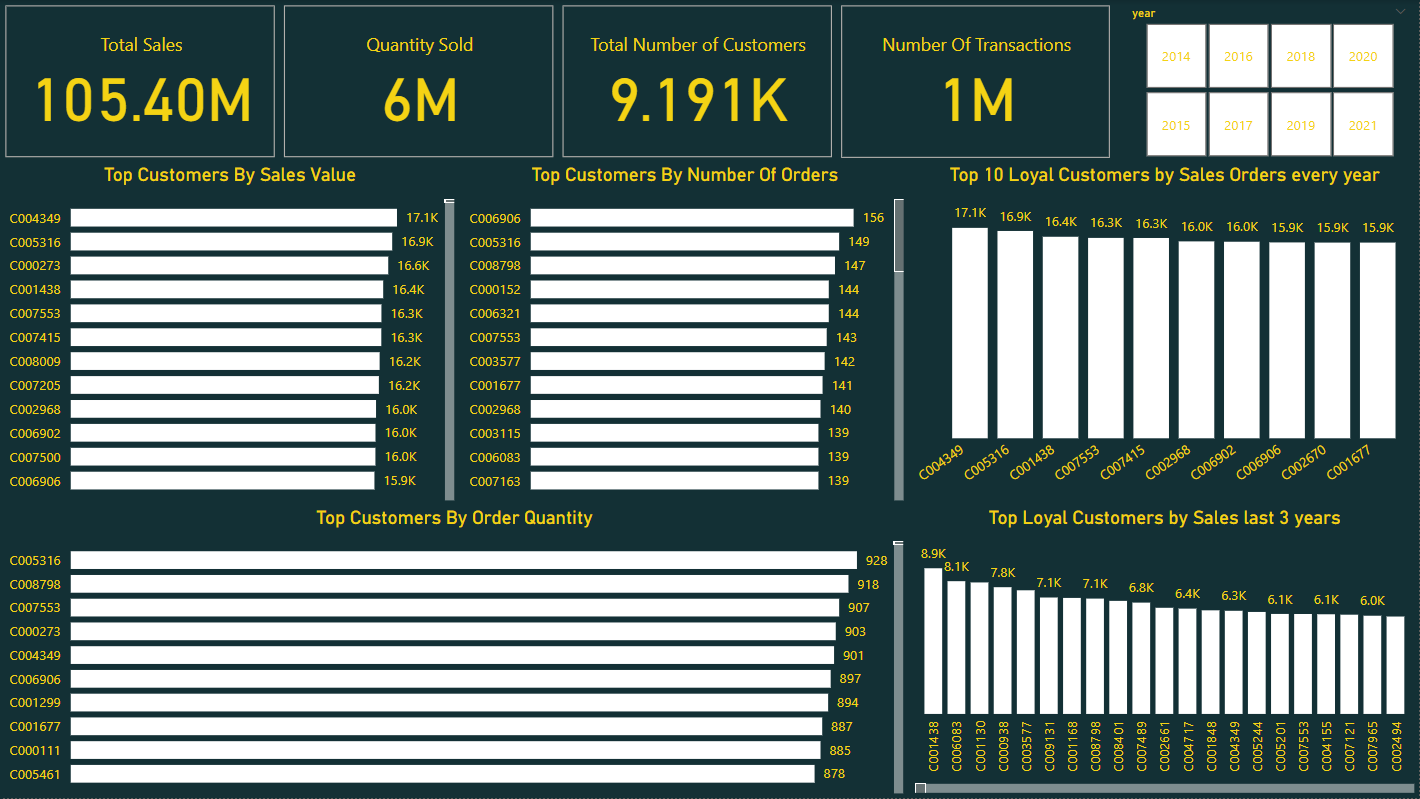 Total Sales
105.40M
Quantity Sold
6M
Total Number of Customers
9.191K
Number Of Transactions
1M
year
2014 2016 2018 2020
2015 2017 2019 2021
Top Customers By Sales Value
C004349 17.1K
C005316 16.9K
C000273 16.6K
C001438 16.4K
C007553 16.3K
C007415 16.3K
C008009 16.2K
C007205 16.2K
C002968 16.0K
C006902 16.0K
C007500 16.0K
C006906 15.9K
Top Customers By Number Of Orders
C006906 156
C005316 149
C008798 147
C000152 144
C006321 144
C007553 143
C003577 142
C001677 141
C002968 140
C003115 139
C006083 139
C007163 139
Top 10 Loyal Customers by Sales Orders every year
17.1K 16.9K 16.4K 16.3K 16.3K 16.0K 16.0K 15.9K 15.9K 15.9K
C004349 C005316 C001438 C007553 C007415 C002968 C006902 C006906 C002670 C001677
Top Customers By Order Quantity
C005316 928
C008798 918
C007553 907
C000273 903
C004349 901
C006906 897
C001299 894
C001677 887
C000111 885
C005461 878
Top Loyal Customers by Sales last 3 years
8.9K 8.1K 7.8K 7.1K 7.1K 6.8K 6.4K 6.3K 6.1K 6.1K 6.0K
C001438 C006083 C001130 C000938 C003577 C009131 C001168 C008798 C008401 C007489 C002661 C004717 C001848 C004349 C005244 C005201 C007553 C004155 C007121 C007965 C002494